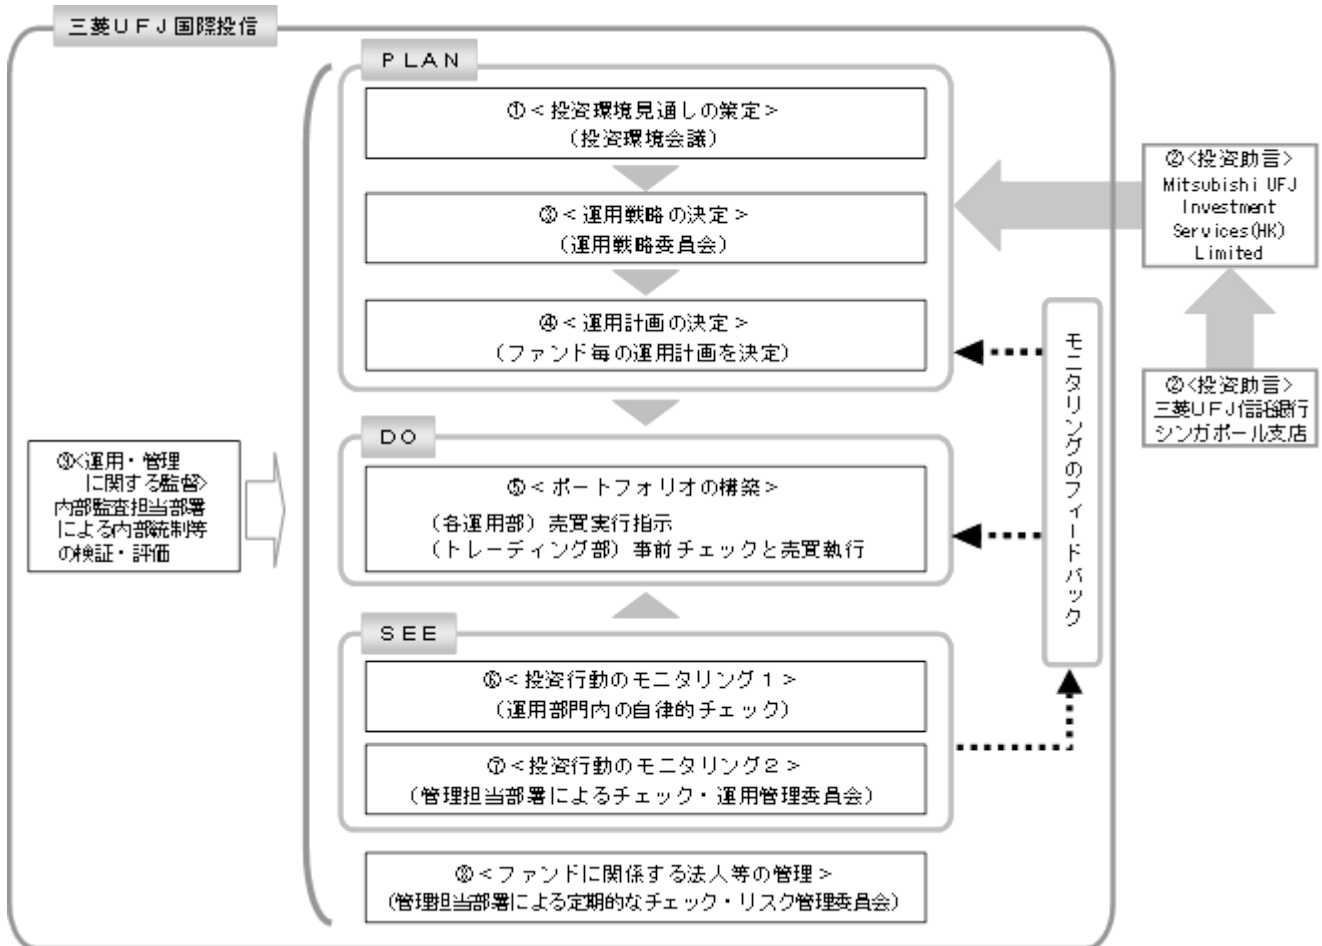 三菱ＵＦＪ国際投信
ＰＬＡＮ
①＜投資環境見通しの策定＞
（投資環境会議）
③＜運用戦略の決定＞
（運用戦略委員会）
④＜運用計画の決定＞
（ファンド毎の運用計画を決定）
②＜投資助言＞
Mitsubishi UFJ
Investment
Services(HK)
Limited
②＜投資助言＞
三菱ＵＦＪ信託銀行
シンガポール支店
モニタリングのフィードバック
ＤＯ
⑤＜ポートフォリオの構築＞
（各運用部）売買実行指示
（トレーディング部）事前チェックと売買執行
⑨＜運用・管理
に関する監督＞
内部監査担当部署
による内部統制等
の検証・評価
ＳＥＥ
⑥＜投資行動のモニタリング１＞
（運用部門内の自律的チェック）
⑦＜投資行動のモニタリング２＞
（管理担当部署によるチェック・運用管理委員会）
⑧＜ファンドに関係する法人等の管理＞
（管理担当部署による定期的なチェック・リスク管理委員会）